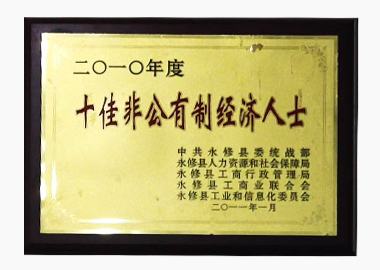 二〇一〇年度
十佳非公有制经济人士
中共永修县委统战部
永修县人力资源和社会保障局
永修县工商行政管理局
永修县工商业联合会
永修县工业和信息化委员会
二〇一一年一月